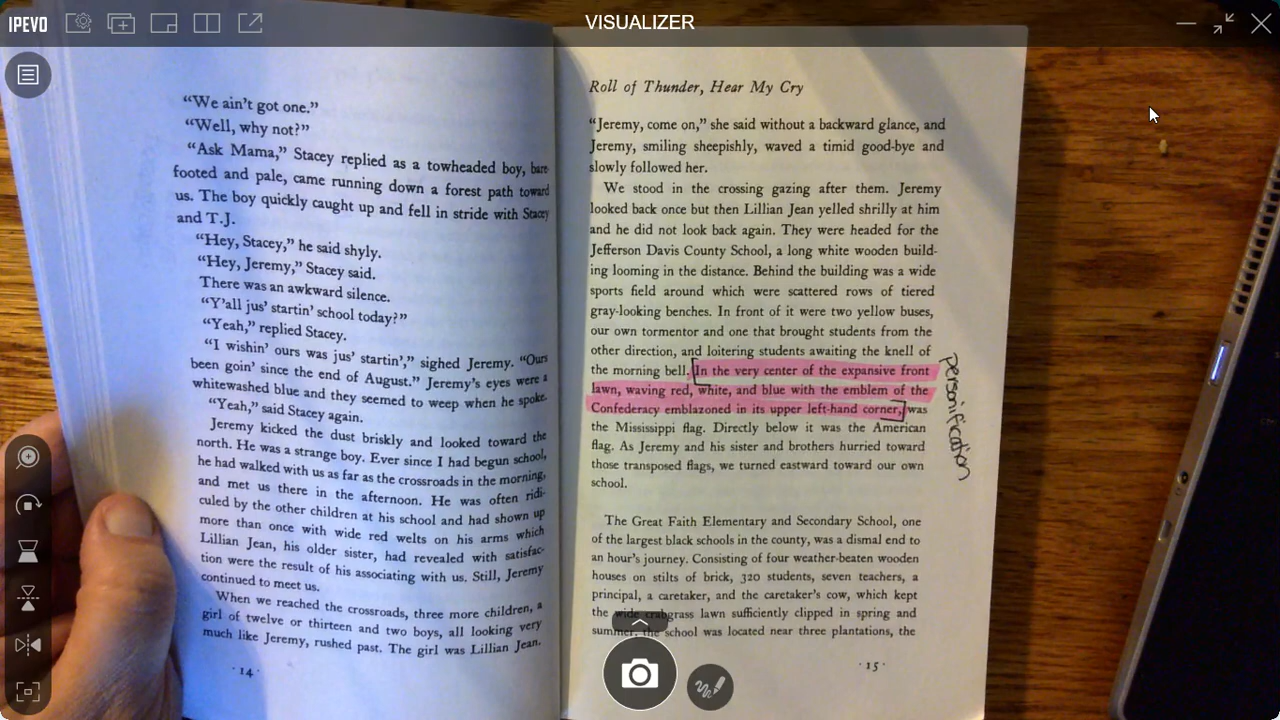 IPEVO
VISUALIZER
“We ain’t got one.”
“Well, why not?”
“Ask Mama,” Stacey replied as a towheaded boy, bare-
footed and pale, came running down a forest path toward
us. The boy quickly caught up and fell in stride with Stacey
and T.J.
“Hey, Stacey,” he said shyly.
“Hey, Jeremy,” Stacey said.
There was an awkward silence.
“Y’all jus’ startin’ school today?”
“Yeah,” replied Stacey.
“I wishin’ ours was jus’ startin’,” sighed Jeremy. “Ours
been goin’ since the end of August.” Jeremy’s eyes were a
whitewashed blue and they seemed to weep when he spoke.
“Yeah,” said Stacey again.
Jeremy kicked the dust briskly and looked toward the
north. He was a strange boy. Ever since I had begun school,
he had walked with us as far as the crossroads in the morning,
and met us there in the afternoon. He was often ridi-
culed by the other children at his school and had shown up
more than once with wide red welts on his arms which
Lillian Jean, his older sister, had revealed with satisfac-
tion were the result of his associating with us. Still, Jeremy
continued to meet us.
When we reached the crossroads, three more children, a
girl of twelve or thirteen and two boys, all looking very
much like Jeremy, rushed past. The girl was Lillian Jean.
· 14 ·
Roll of Thunder, Hear My Cry
“Jeremy, come on,” she said without a backward glance, and
Jeremy, smiling sheepishly, waved a timid good-bye and
slowly followed her.
We stood in the crossing gazing after them. Jeremy
looked back once but then Lillian Jean yelled shrilly at him
and he did not look back again. They were headed for the
Jefferson Davis County School, a long white wooden build-
ing looming in the distance. Behind the building was a wide
sports field around which were scattered rows of tiered
gray-looking benches. In front of it were two yellow buses,
our own tormentor and one that brought students from the
other direction, and loitering students awaiting the knell of
the morning bell. [In the very center of the expansive front
lawn, waving red, white, and blue with the emblem of the
Confederacy emblazoned in its upper left-hand corner,] was
the Mississippi flag. Directly below it was the American
flag. As Jeremy and his sister and brothers hurried toward
those transposed flags, we turned eastward toward our own
school.
The Great Faith Elementary and Secondary School, one
of the largest black schools in the county, was a dismal end to
an hour’s journey. Consisting of four weather-beaten wooden
houses on stilts of brick, 320 students, seven teachers, a
principal, a caretaker, and the caretaker’s cow, which kept
the wide crabgrass lawn sufficiently clipped in spring and
summer, the school was located near three plantations, the
· 15 ·
personification